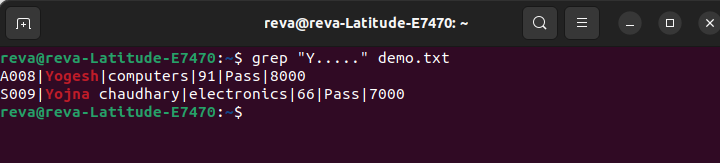 reva@reva-Latitude-E7470: ~
reva@reva-Latitude-E7470:~$ grep "Y....." demo.txt
A008|Yogesh|computers|91|Pass|8000
S009|Yojna chaudhary|electronics|66|Pass|7000
reva@reva-Latitude-E7470:~$